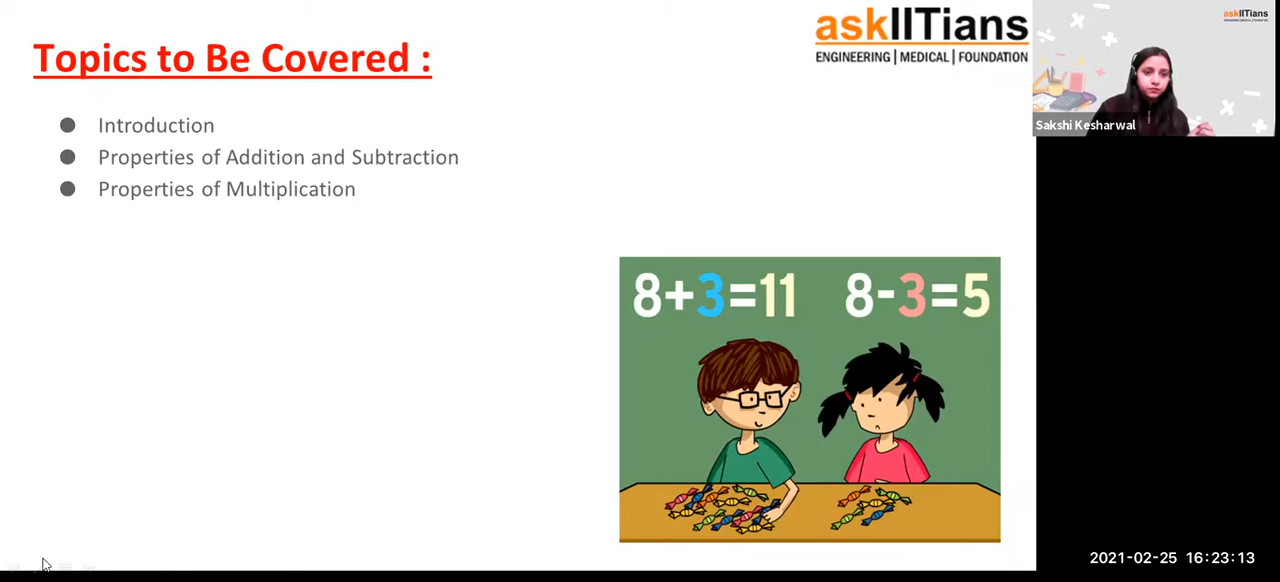 Topics to Be Covered :
askIITians
ENGINEERING | MEDICAL | FOUNDATION
askIITians
Sakshi Kesharwal
● Introduction
● Properties of Addition and Subtraction
● Properties of Multiplication
8+3=11 8-3=5
2021-02-25 16:23:13